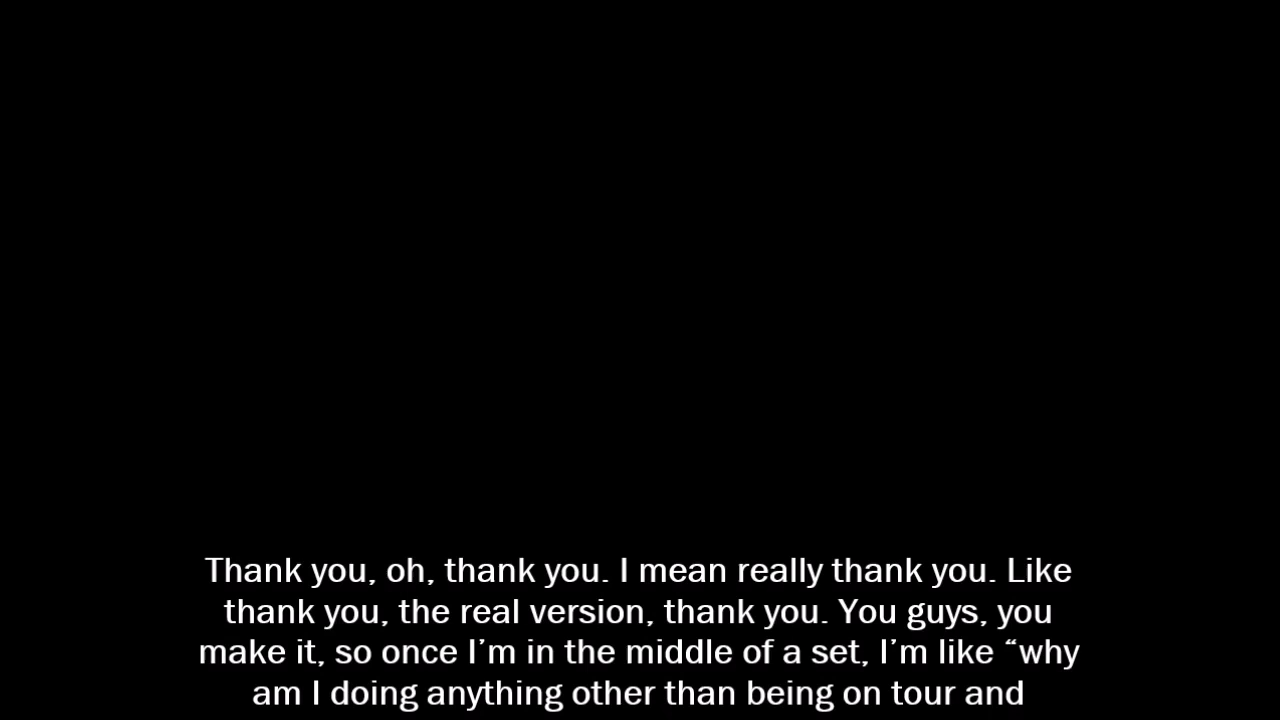 Thank you, oh, thank you. I mean really thank you. Like
thank you, the real version, thank you. You guys, you
make it, so once I’m in the middle of a set, I’m like “why
am I doing anything other than being on tour and